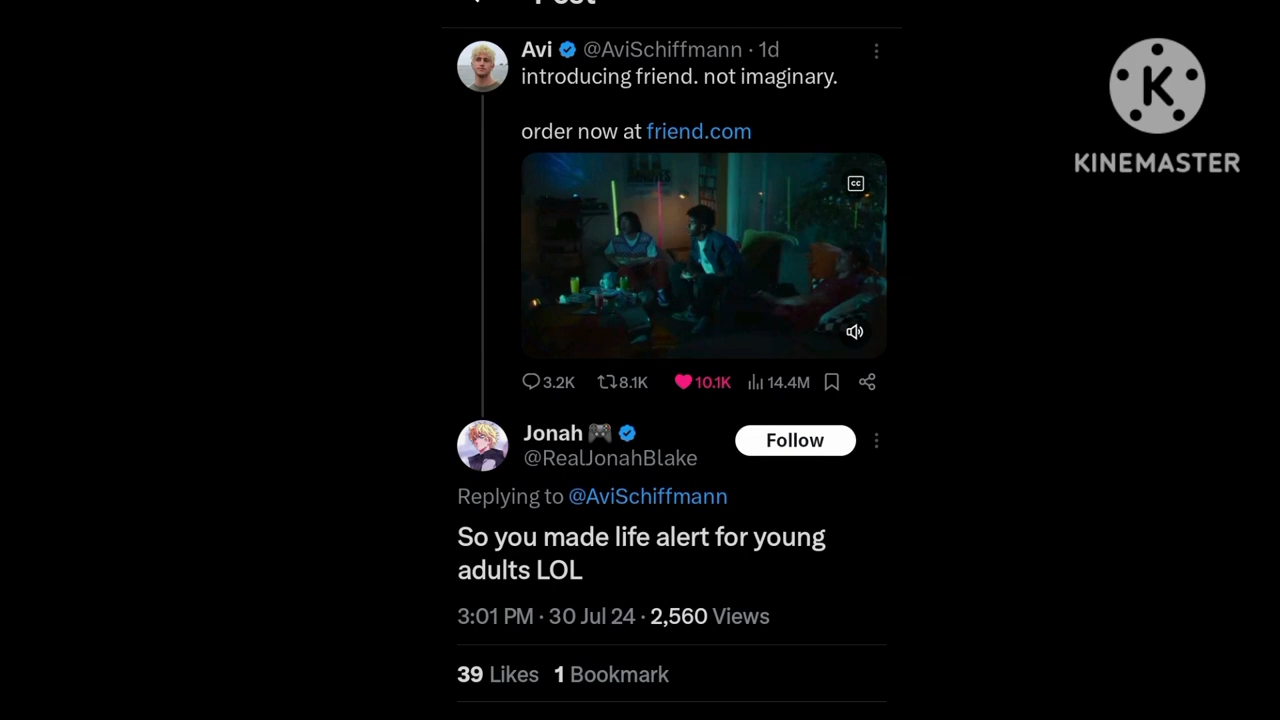 Post
Avi @AviSchiffmann · 1d
introducing friend. not imaginary.
order now at friend.com
CC
3.2K 8.1K 10.1K 14.4M
Jonah
Follow
@RealJonahBlake
Replying to @AviSchiffmann
So you made life alert for young
adults LOL
3:01 PM · 30 Jul 24 · 2,560 Views
39 Likes 1 Bookmark
K
KINEMASTER